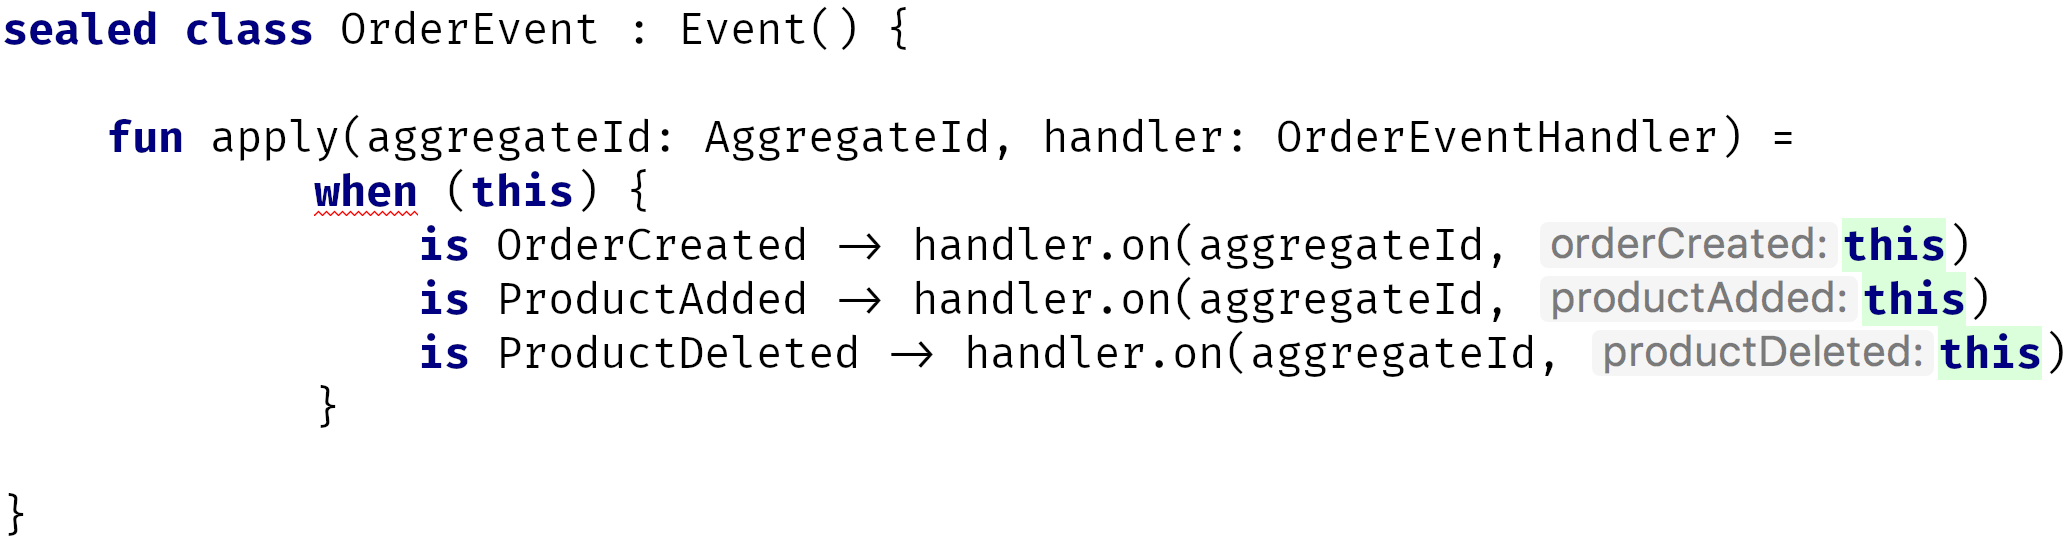 sealed class OrderEvent : Event() {
fun apply(aggregateId: AggregateId, handler: OrderEventHandler) =
when (this) {
is OrderCreated → handler.on(aggregateId, orderCreated: this)
is ProductAdded → handler.on(aggregateId, productAdded: this)
is ProductDeleted → handler.on(aggregateId, productDeleted: this)
}
}